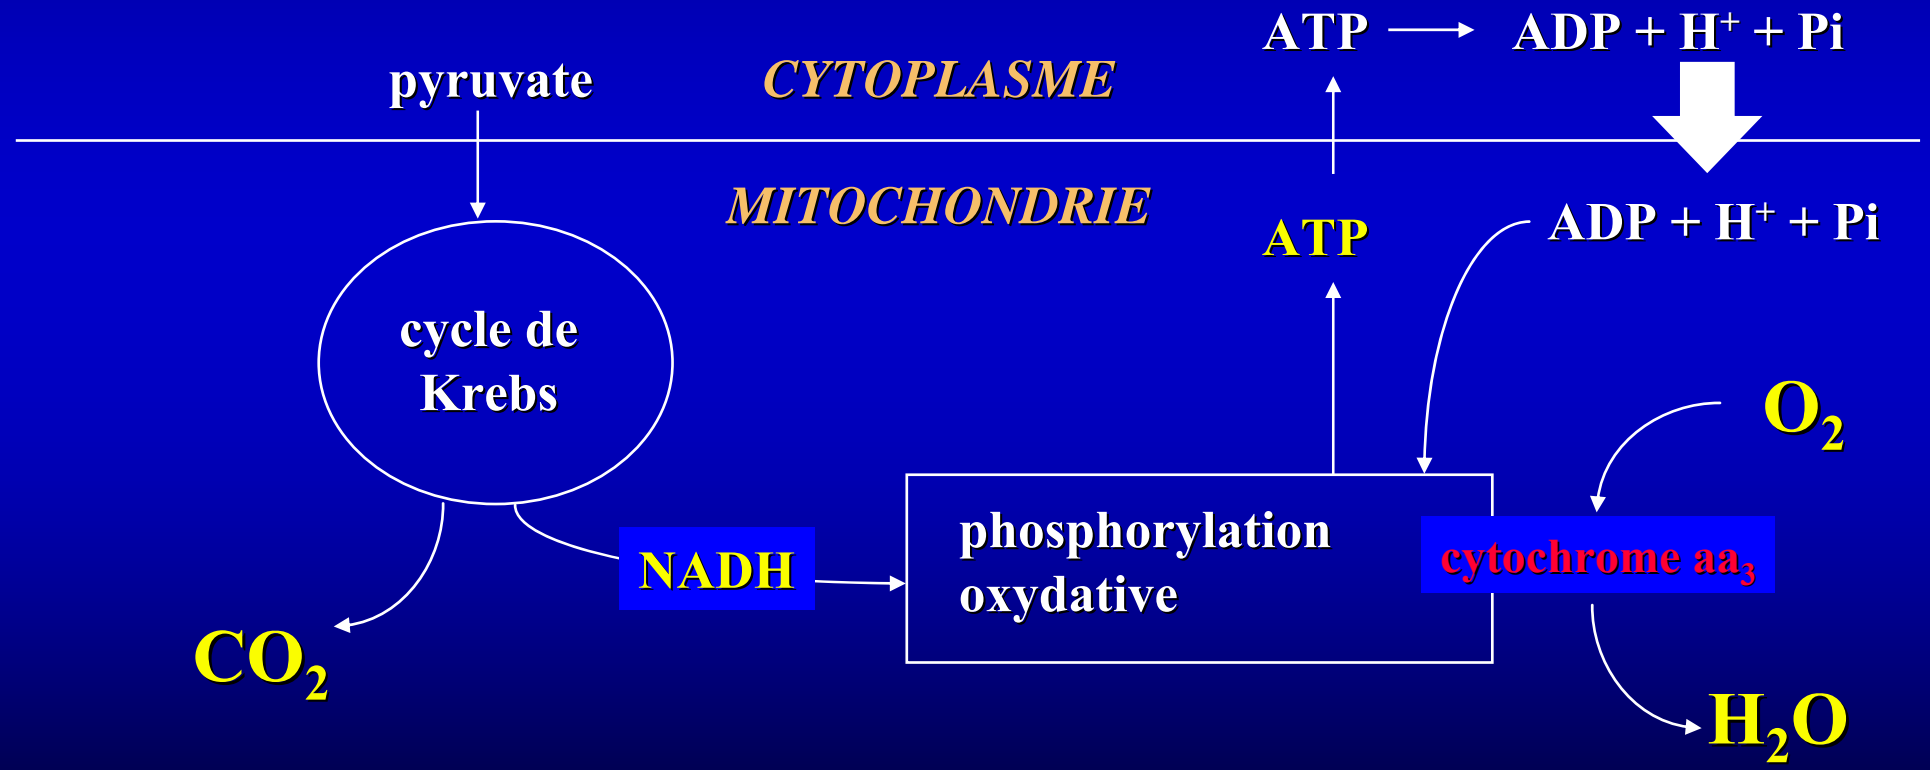 ATP
ADP + H⁺ + Pi
pyruvate
CYTOPLASME
MITOCHONDRIE
ATP
ADP + H⁺ + Pi
cycle de
Krebs
O₂
phosphorylation
oxydative
cytochrome aa₃
NADH
CO₂
H₂O